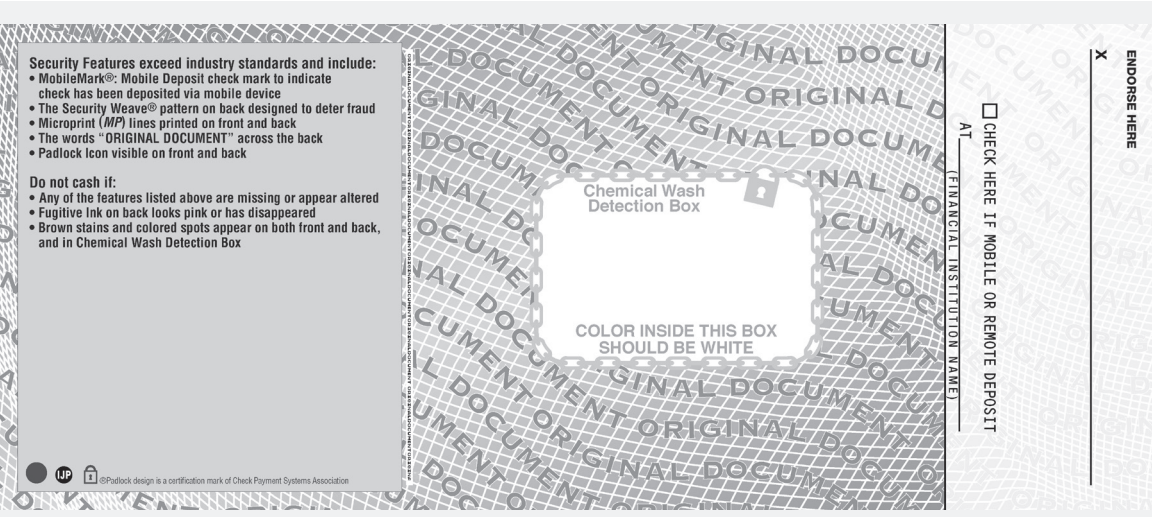 Security Features exceed industry standards and include:
• MobileMark®: Mobile Deposit check mark to indicate
check has been deposited via mobile device
• The Security Weave® pattern on back designed to deter fraud
• Microprint (MP) lines printed on front and back
• The words “ORIGINAL DOCUMENT” across the back
• Padlock Icon visible on front and back
Do not cash if:
• Any of the features listed above are missing or appear altered
• Fugitive Ink on back looks pink or has disappeared
• Brown stains and colored spots appear on both front and back,
and in Chemical Wash Detection Box
IJP
®Padlock design is a certification mark of Check Payment Systems Association
Chemical Wash
Detection Box
COLOR INSIDE THIS BOX
SHOULD BE WHITE
ORIGINAL DOCUMENT
ENDORSE HERE
X
CHECK HERE IF MOBILE OR REMOTE DEPOSIT
AT
(FINANCIAL INSTITUTION NAME)